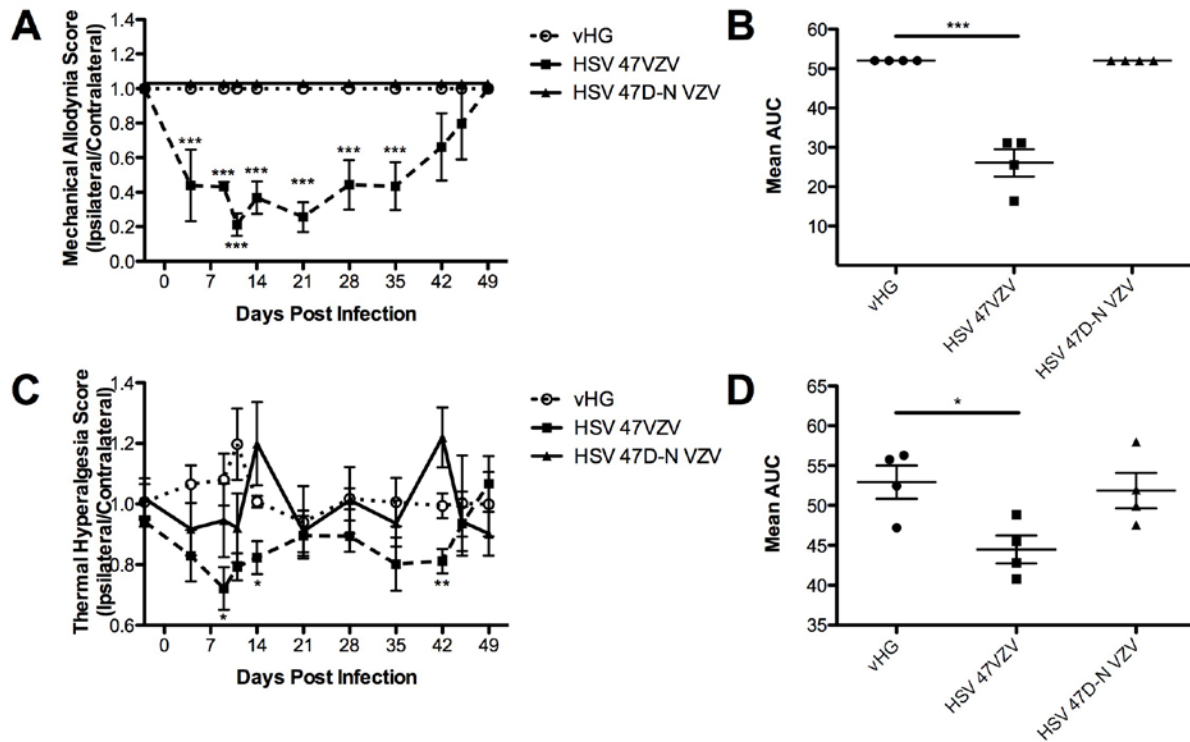 A
Mechanical Allodynia Score
(Ipsilateral/Contralateral)
1.4
1.2
1.0
0.8
0.6
0.4
0.2
0.0
***
***
***
***
***
***
***
0
7
14
21
28
35
42
49
Days Post Infection
vHG
HSV 47VZV
HSV 47D-N VZV
B
Mean AUC
60
50
40
30
20
10
***
vHG
HSV 47VZV
HSV 47D-N VZV
C
Thermal Hyperalgesia Score
(Ipsilateral/Contralateral)
1.4
1.2
1.0
0.8
0.6
*
*
**
0
7
14
21
28
35
42
49
Days Post Infection
vHG
HSV 47VZV
HSV 47D-N VZV
D
Mean AUC
65
60
55
50
45
40
35
*
vHG
HSV 47VZV
HSV 47D-N VZV